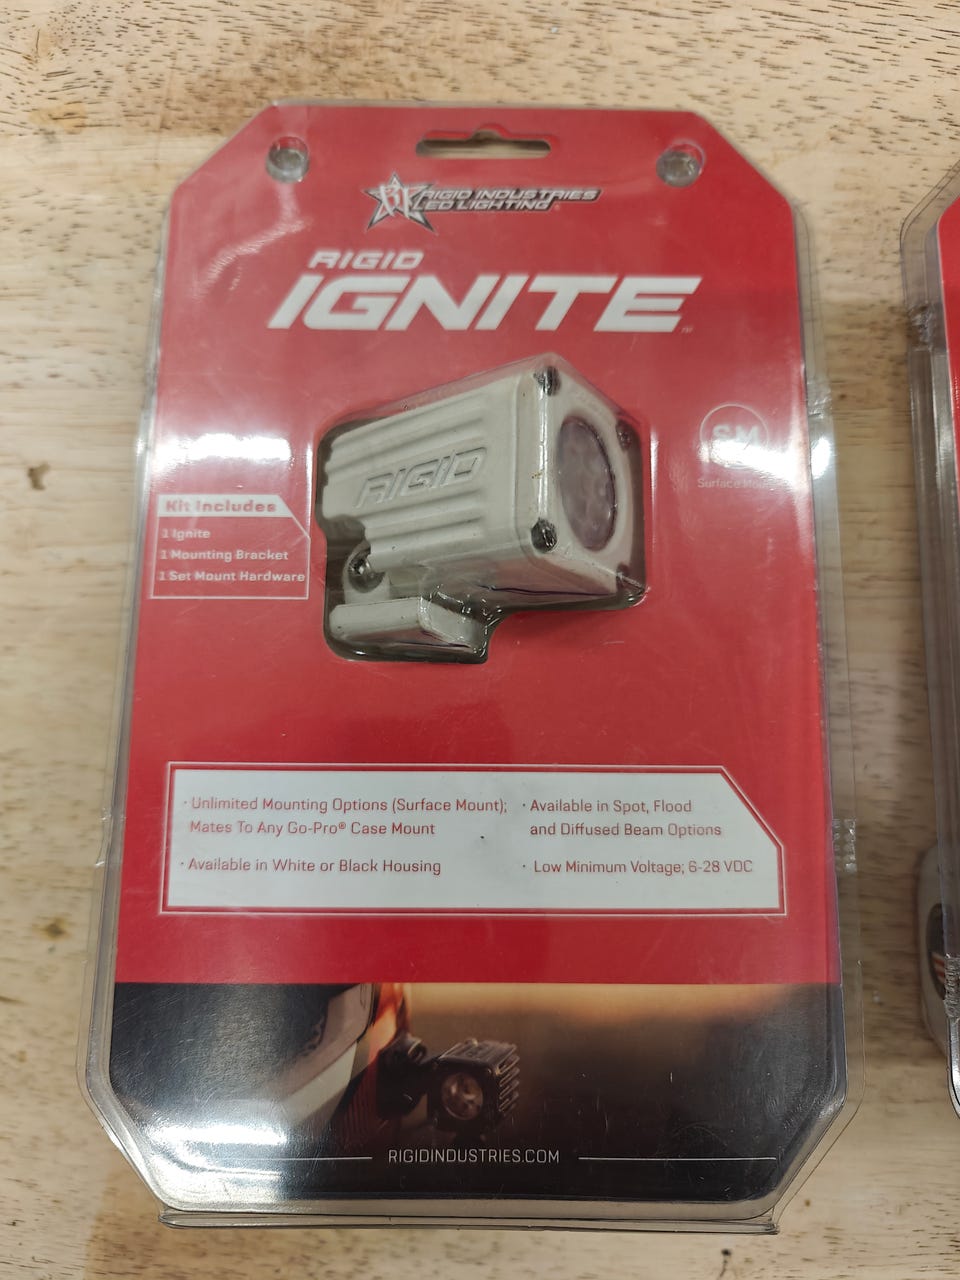 RIGID INDUSTRIES
LED LIGHTING
RIGID
IGNITE
RIGID
SM
Surface Mount
Kit Includes
1 Ignite
1 Mounting Bracket
1 Set Mount Hardware
· Unlimited Mounting Options (Surface Mount);
Mates To Any Go-Pro® Case Mount
· Available in White or Black Housing
· Available in Spot, Flood
and Diffused Beam Options
· Low Minimum Voltage; 6-28 VDC
RIGIDINDUSTRIES.COM